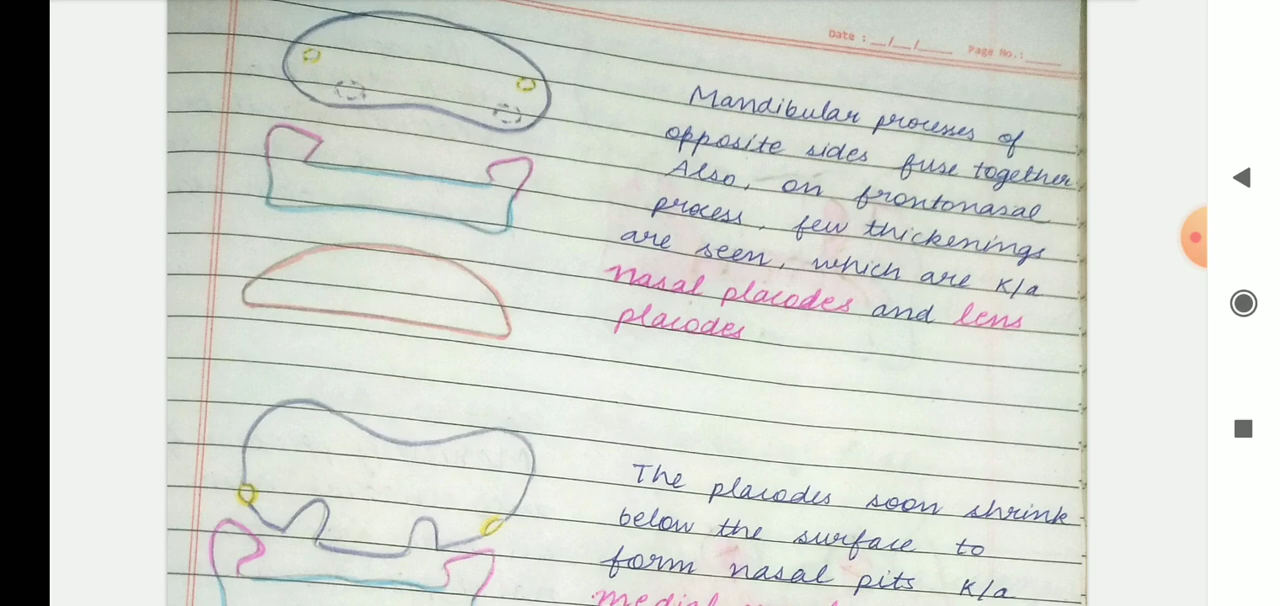 Date : __/__/____ Page No.:____
Mandibular processes of
opposite sides fuse together.
Also, on frontonasal
process, few thickenings
are seen, which are K/a
nasal placodes and lens
placodes
The placodes soon shrink
below the surface to
form nasal pits K/a
medial